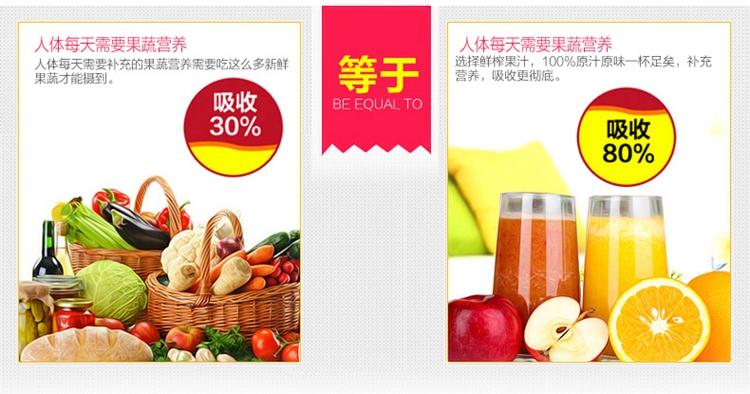 人体每天需要果蔬营养
人体每天需要补充的果蔬营养需要吃这么多新鲜
果蔬才能摄到。
吸收
30%
等于
BE EQUAL TO
人体每天需要果蔬营养
选择鲜榨果汁，100%原汁原味一杯足矣，补充
营养，吸收更彻底。
吸收
80%